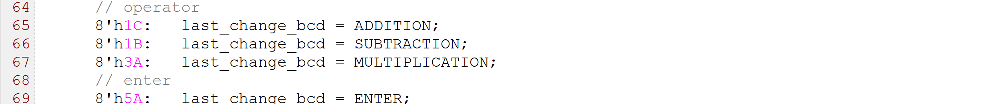 64 // operator
65 8'h1C: last_change_bcd = ADDITION;
66 8'h1B: last_change_bcd = SUBTRACTION;
67 8'h3A: last_change_bcd = MULTIPLICATION;
68 // enter
69 8'h5A: last_change_bcd = ENTER;